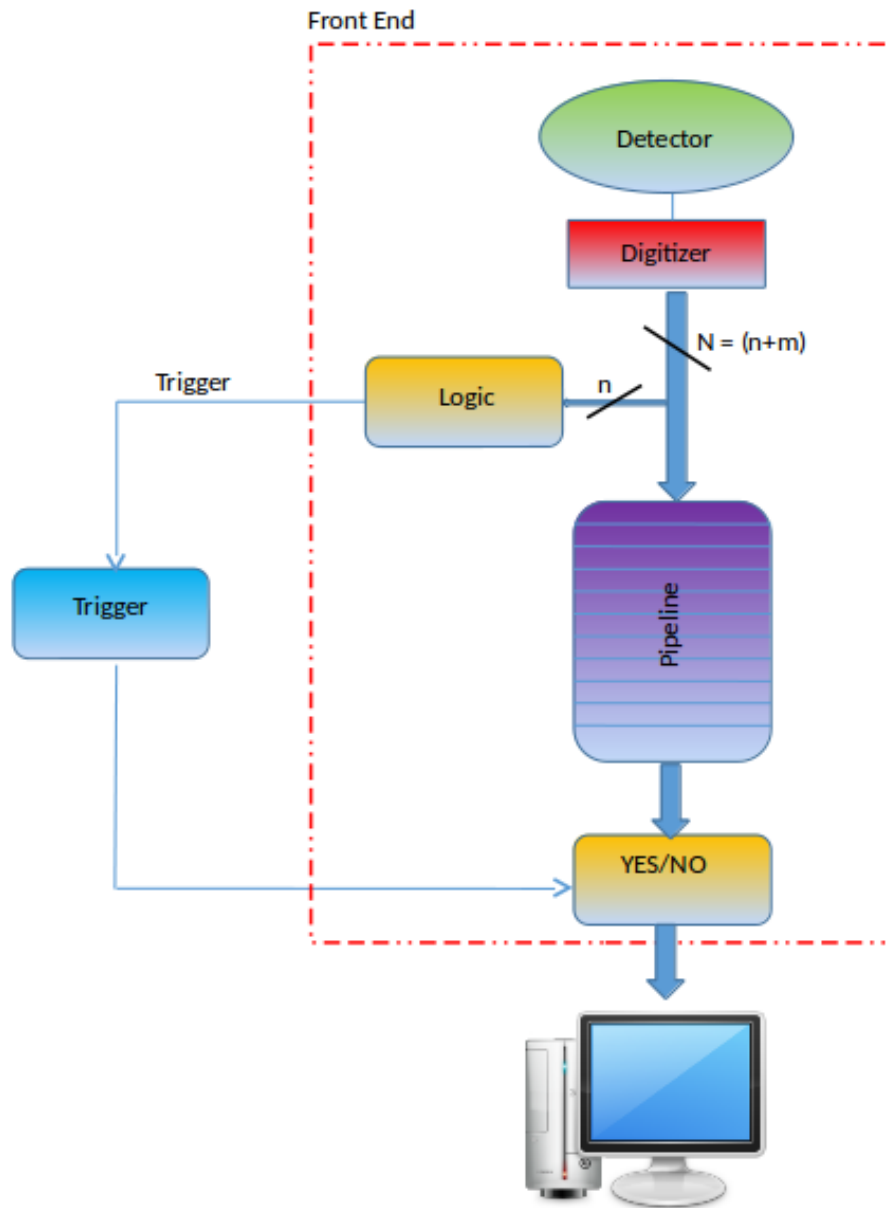 Front End
Detector
Digitizer
N = (n+m)
n
Trigger
Logic
Trigger
Pipeline
YES/NO